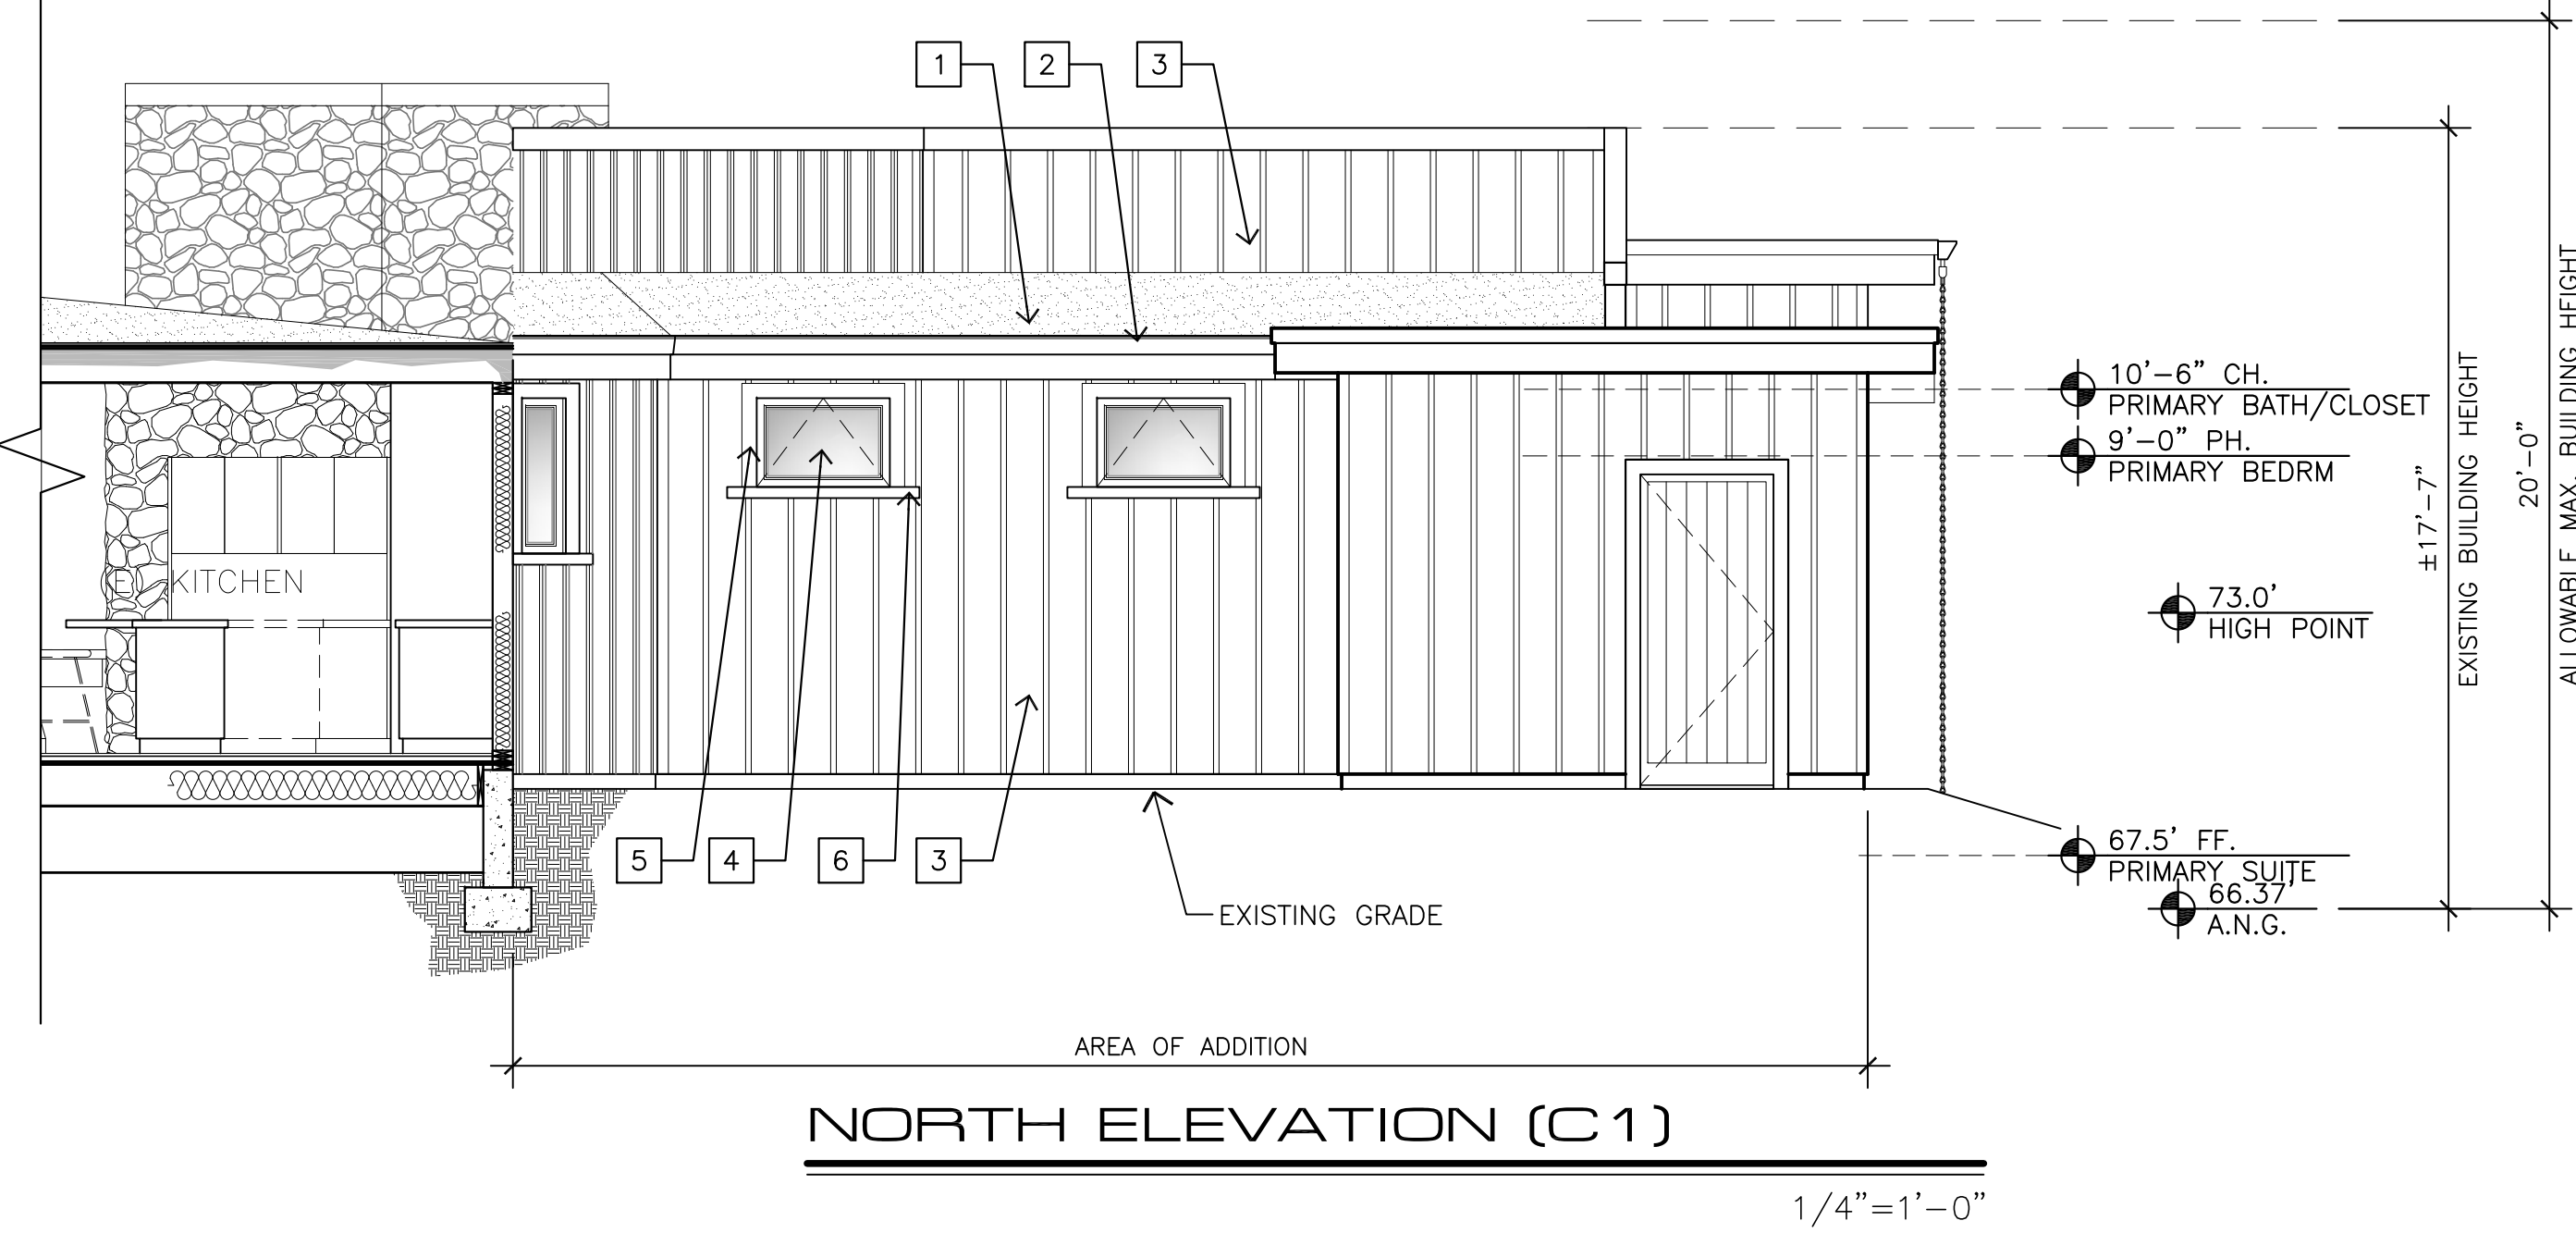 1
2
3
10'-6" CH.
PRIMARY BATH/CLOSET
9'-0" PH.
PRIMARY BEDRM
±17'-7"
EXISTING BUILDING HEIGHT
20'-0"
ALLOWABLE MAX. BUILDING HEIGHT
(E) KITCHEN
73.0'
HIGH POINT
5
4
6
3
67.5' FF.
PRIMARY SUITE
66.37'
A.N.G.
EXISTING GRADE
AREA OF ADDITION
NORTH ELEVATION (C1)
1/4"=1'-0"